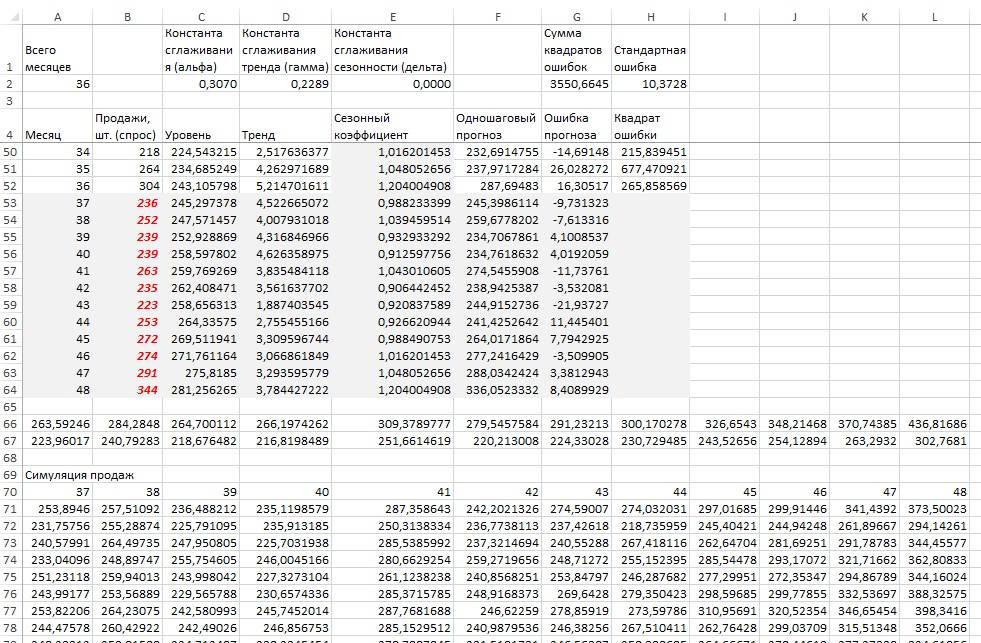 A B C D E F G H I J K L
Константа Константа Константа Сумма
Всего сглаживани сглаживания сглаживания квадратов Стандартная
1 месяцев я (альфа) тренда (гамма) сезонности (дельта) ошибок ошибка
2 36 0,3070 0,2289 0,0000 3550,6645 10,3728
3
Продажи, Сезонный Одношаговый Ошибка Квадрат
4 Месяц шт. (спрос) Уровень Тренд коэффициент прогноз прогноза ошибки
50 34 218 224,543215 2,517636377 1,016201453 232,6914755 -14,69148 215,839451
51 35 264 234,685249 4,262971689 1,048052656 237,9717284 26,028272 677,470921
52 36 304 243,105798 5,214701611 1,204004908 287,69483 16,30517 265,858569
53 37 236 245,297378 4,522665072 0,988233399 245,3986114 -9,731323
54 38 252 247,571457 4,007931018 1,039459514 259,6778202 -7,613316
55 39 239 252,928869 4,316846966 0,932933292 234,7067861 4,1008537
56 40 239 258,597802 4,626358975 0,912597756 234,7618632 4,0192059
57 41 263 259,769269 3,835484118 1,043010605 274,5455908 -11,73761
58 42 235 262,408471 3,561637702 0,906442452 238,9425387 -3,532081
59 43 223 258,656313 1,887403545 0,920837589 244,9152736 -21,93727
60 44 253 264,33575 2,755455166 0,926620944 241,4252642 11,445401
61 45 272 269,511941 3,309596744 0,988490753 264,0171864 7,7942925
62 46 274 271,761164 3,066861849 1,016201453 277,2416429 -3,509905
63 47 291 275,8185 3,293595779 1,048052656 288,0342424 3,3812943
64 48 344 281,256265 3,784427222 1,204004908 336,0523332 8,4089929
65
66 263,59246 284,2848 264,700112 266,1974262 309,3789777 279,5457584 291,23213 300,170278 326,6543 348,21468 370,74385 436,81686
67 223,96017 240,79283 218,676482 216,8198489 251,6614619 220,213008 224,33028 230,729485 243,52656 254,12894 263,2932 302,7681
68
69 Симуляция продаж
70 37 38 39 40 41 42 43 44 45 46 47 48
71 253,8946 257,51092 236,488212 235,1198579 287,358643 242,2021326 274,59007 274,032031 297,01685 299,91446 341,4392 373,50023
72 231,75756 255,28874 225,791095 235,913185 250,3138334 236,7738113 237,42618 218,735959 245,40421 244,94248 261,89667 294,14261
73 240,57991 264,49735 247,950805 225,7031938 285,5385992 237,3214694 240,55288 267,418116 262,64704 281,69251 291,78783 344,45577
74 233,04096 248,89747 255,754605 246,0045166 280,6629254 259,2719656 248,71272 255,152395 285,54478 293,17072 321,71662 362,80833
75 251,23118 259,94013 243,998042 227,3273104 261,1238238 240,8568251 253,84797 246,287682 277,29951 272,35347 294,86789 344,16024
76 243,99177 253,56889 229,565788 230,6574336 285,3715785 248,9168373 269,6428 279,350423 298,59685 299,77855 332,53697 388,32575
77 253,82206 264,23075 242,580993 245,7452014 287,7681688 246,62259 278,85919 273,59786 310,95691 320,52354 346,65454 398,3416
78 244,47578 260,42922 242,49026 246,856753 285,1529512 240,9879536 246,38256 267,510411 262,76428 299,03709 315,51348 352,0666